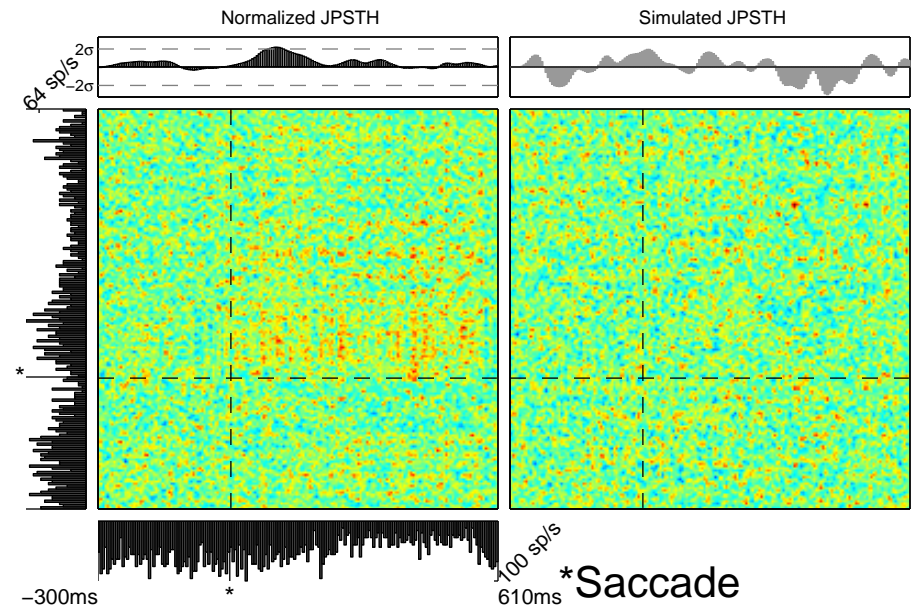 Normalized JPSTH
Simulated JPSTH
2σ
−2σ
64 sp/s
*
*
100 sp/s
−300ms
610ms
*Saccade